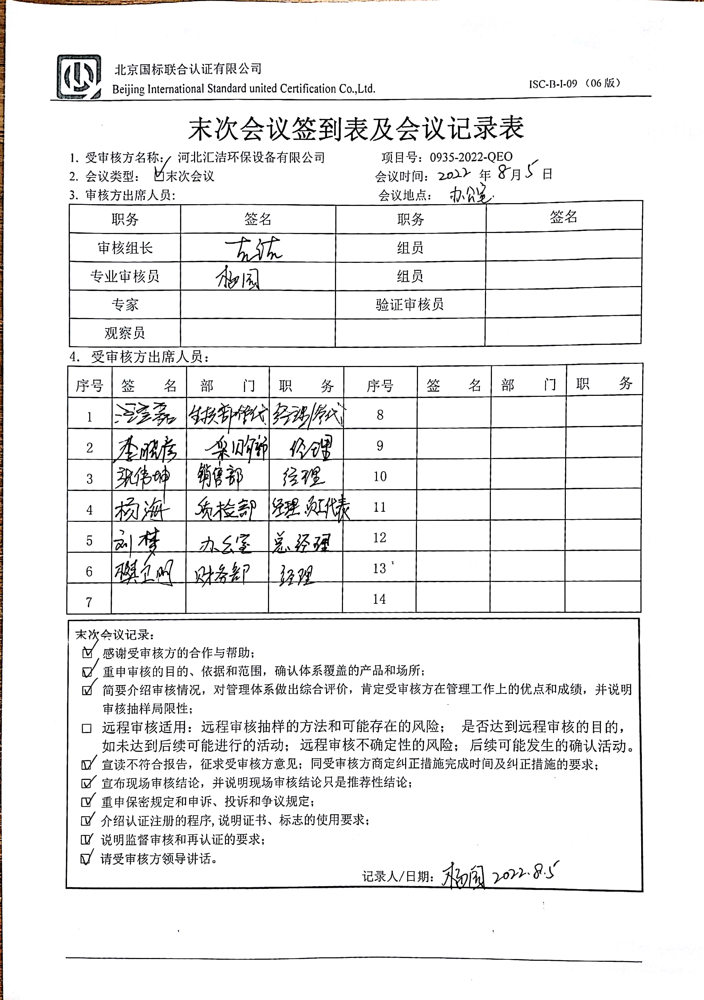 北京国标联合认证有限公司
Beijing International Standard united Certification Co.,Ltd.
ISC-B-I-09 （06 版）
末次会议签到表及会议记录表
1. 受审核方名称： 河北汇洁环保设备有限公司 项目号：0935-2022-QEO
2. 会议类型： ☑末次会议 会议时间：2022 年 8月5 日
3. 审核方出席人员： 会议地点： 办公室.
职务 签名 职务 签名
审核组长 组员
专业审核员 杨园 组员
专家 验证审核员
观察员
4. 受审核方出席人员：
序号 签 名 部 门 职 务 序号 签 名 部 门 职 务
1 8
2 李晓彦 采购部 经理 9
3 张伟坤 销售部 经理 10
4 杨海 质检部 经理 员工代表 11
5 刘梦 办公室 总经理 12
6 樊卫明 财务部 经理 13
7 14
末次会议记录：
☑ 感谢受审核方的合作与帮助；
☑ 重申审核的目的、依据和范围，确认体系覆盖的产品和场所；
☑ 简要介绍审核情况，对管理体系做出综合评价，肯定受审核方在管理工作上的优点和成绩，并说明
审核抽样局限性；
□ 远程审核适用：远程审核抽样的方法和可能存在的风险； 是否达到远程审核的目的，
如未达到后续可能进行的活动； 远程审核不确定性的风险； 后续可能发生的确认活动。
☑ 宣读不符合报告，征求受审核方意见；同受审核方商定纠正措施完成时间及纠正措施的要求；
☑ 宣布现场审核结论，并说明现场审核结论只是推荐性结论；
☑ 重申保密规定和申诉、投诉和争议规定；
☑ 介绍认证注册的程序,说明证书、标志的使用要求；
☑ 说明监督审核和再认证的要求；
☑ 请受审核方领导讲话。
记录人/日期：杨园 2022.8.5